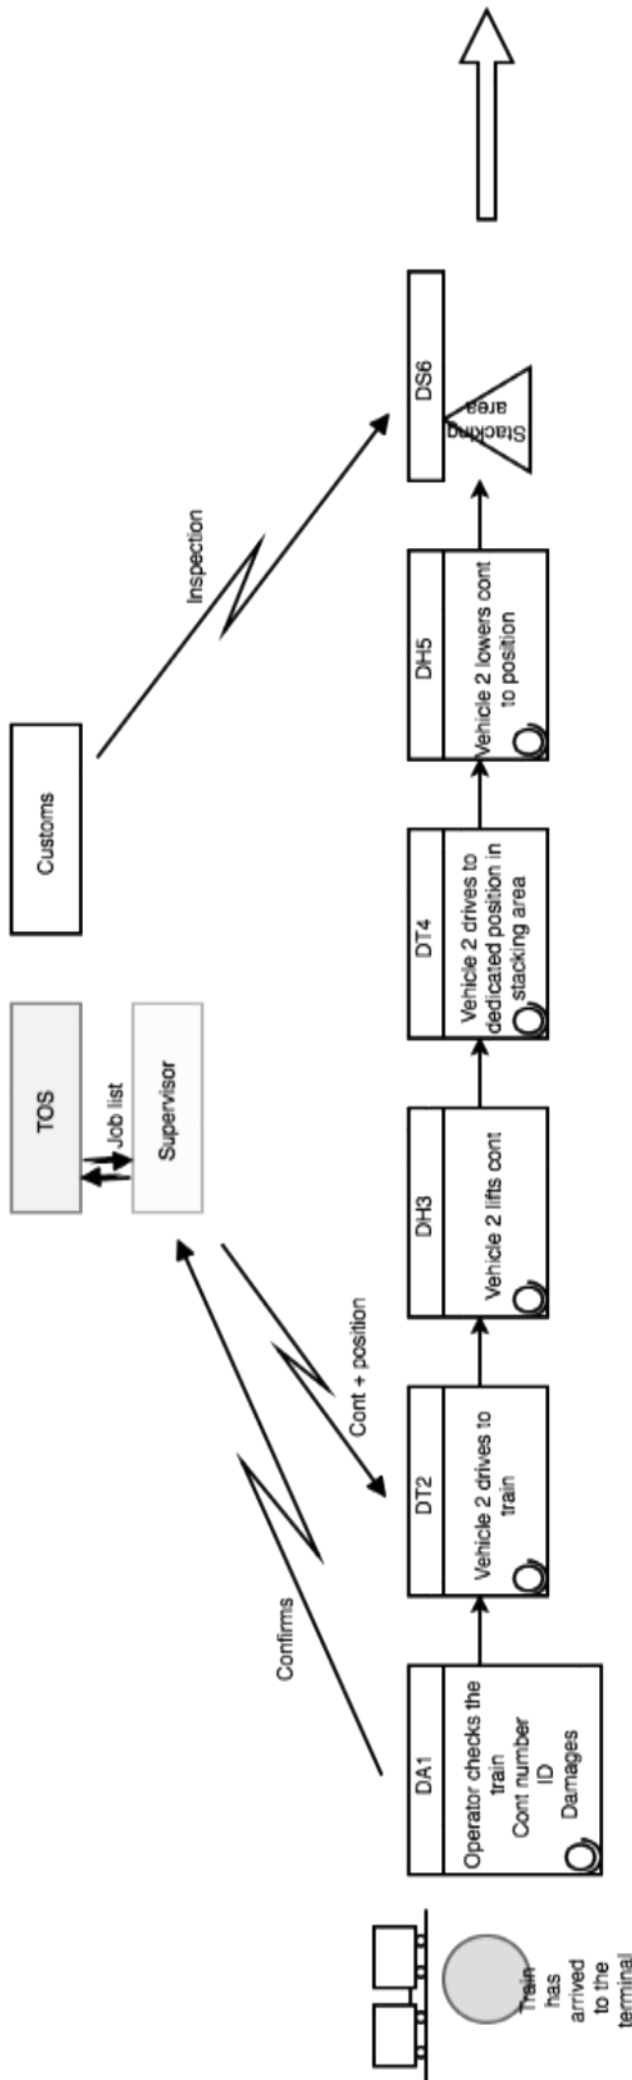 TOS
Job list
Supervisor
Customs
Confirms
Cont + position
Inspection
Train
has
arrived
to the
terminal
DA1
Operator checks the
train
Cont number
ID
Damages
DT2
Vehicle 2 drives to
train
DH3
Vehicle 2 lifts cont
DT4
Vehicle 2 drives to
dedicated position in
stacking area
DH5
Vehicle 2 lowers cont
to position
DS6
Stacking
area